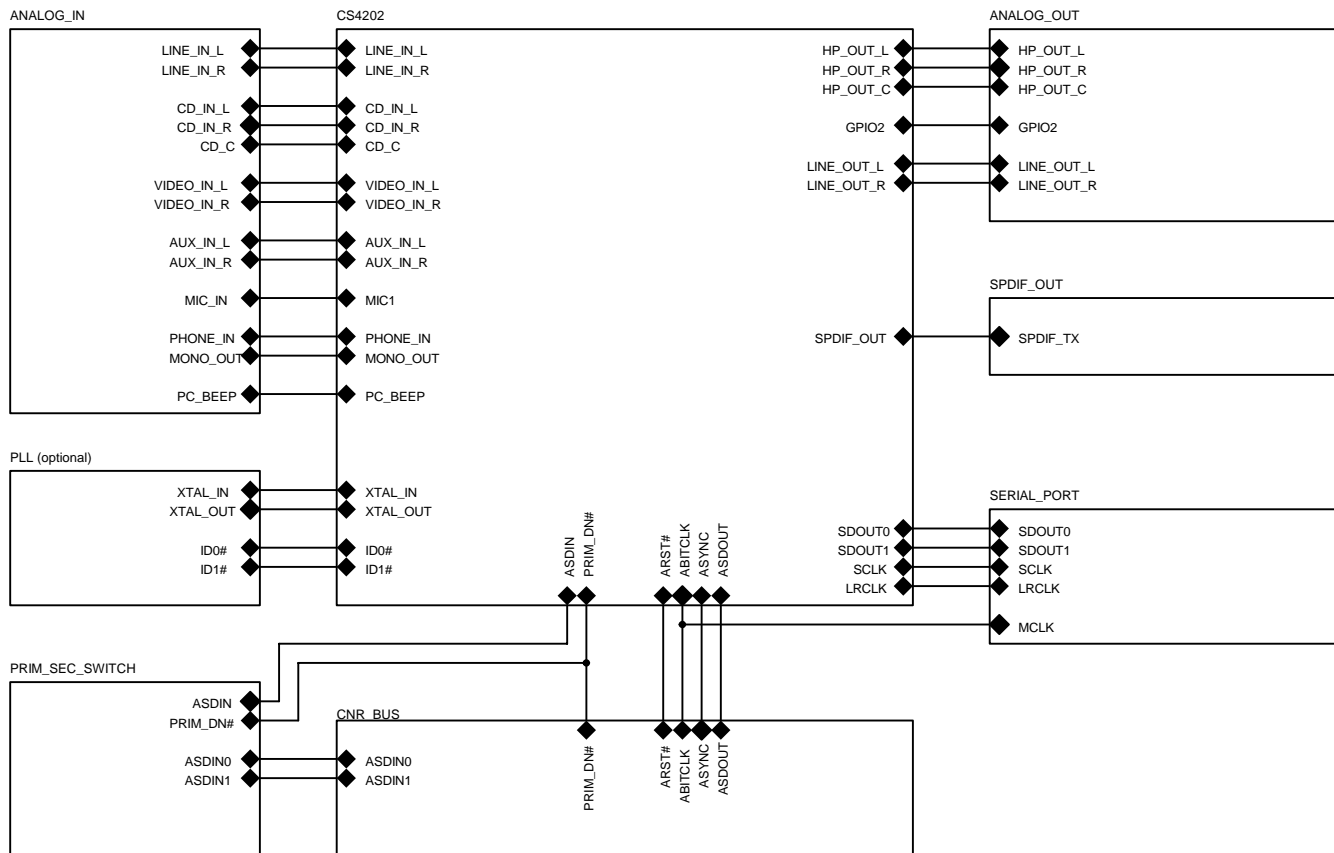 ANALOG_IN
LINE_IN_L
LINE_IN_R
CD_IN_L
CD_IN_R
CD_C
VIDEO_IN_L
VIDEO_IN_R
AUX_IN_L
AUX_IN_R
MIC_IN
PHONE_IN
MONO_OUT
PC_BEEP
CS4202
LINE_IN_L
LINE_IN_R
CD_IN_L
CD_IN_R
CD_C
VIDEO_IN_L
VIDEO_IN_R
AUX_IN_L
AUX_IN_R
MIC1
PHONE_IN
MONO_OUT
PC_BEEP
XTAL_IN
XTAL_OUT
ID0#
ID1#
ASDIN
PRIM_DN#
ARST#
ABITCLK
ASYNC
ASDOUT
HP_OUT_L
HP_OUT_R
HP_OUT_C
GPIO2
LINE_OUT_L
LINE_OUT_R
SPDIF_OUT
SDOUT0
SDOUT1
SCLK
LRCLK
ANALOG_OUT
HP_OUT_L
HP_OUT_R
HP_OUT_C
GPIO2
LINE_OUT_L
LINE_OUT_R
SPDIF_OUT
SPDIF_TX
SERIAL_PORT
SDOUT0
SDOUT1
SCLK
LRCLK
MCLK
PLL (optional)
XTAL_IN
XTAL_OUT
ID0#
ID1#
PRIM_SEC_SWITCH
ASDIN
PRIM_DN#
ASDIN0
ASDIN1
CNR_BUS
ASDIN0
ASDIN1
PRIM_DN#
ARST#
ABITCLK
ASYNC
ASDOUT